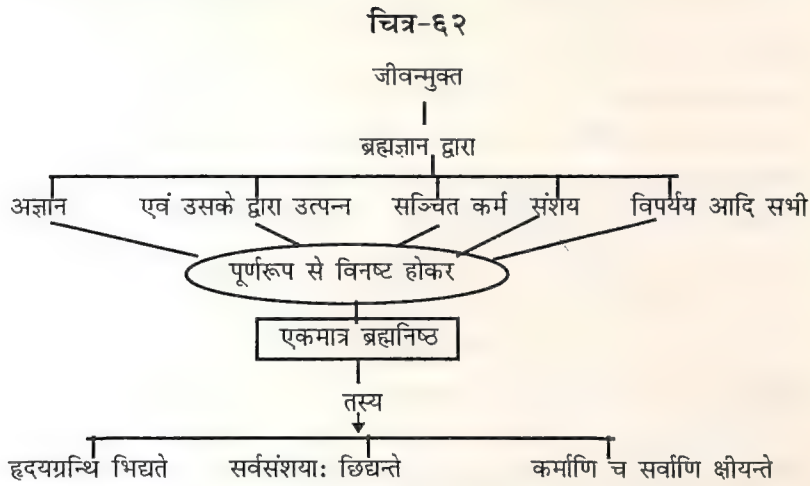 चित्र-६२
जीवन्मुक्त
ब्रह्मज्ञान द्वारा
अज्ञान एवं उसके द्वारा उत्पन्न सञ्चित कर्म संशय विपर्यय आदि सभी
पूर्णरूप से विनष्ट होकर
एकमात्र ब्रह्मनिष्ठ
तस्य
हृदयग्रन्थि भिद्यते सर्वसंशयाः छिद्यन्ते कर्माणि च सर्वाणि क्षीयन्ते